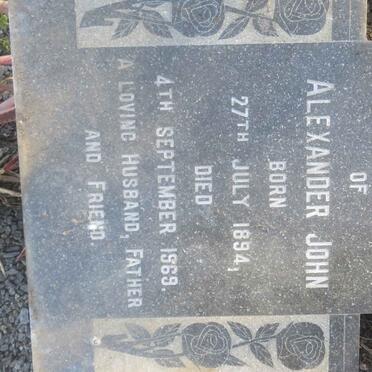 OF
ALEXANDER JOHN
BORN
27TH JULY 1894,
DIED
4TH SEPTEMBER 1969.
A LOVING HUSBAND, FATHER
AND FRIEND